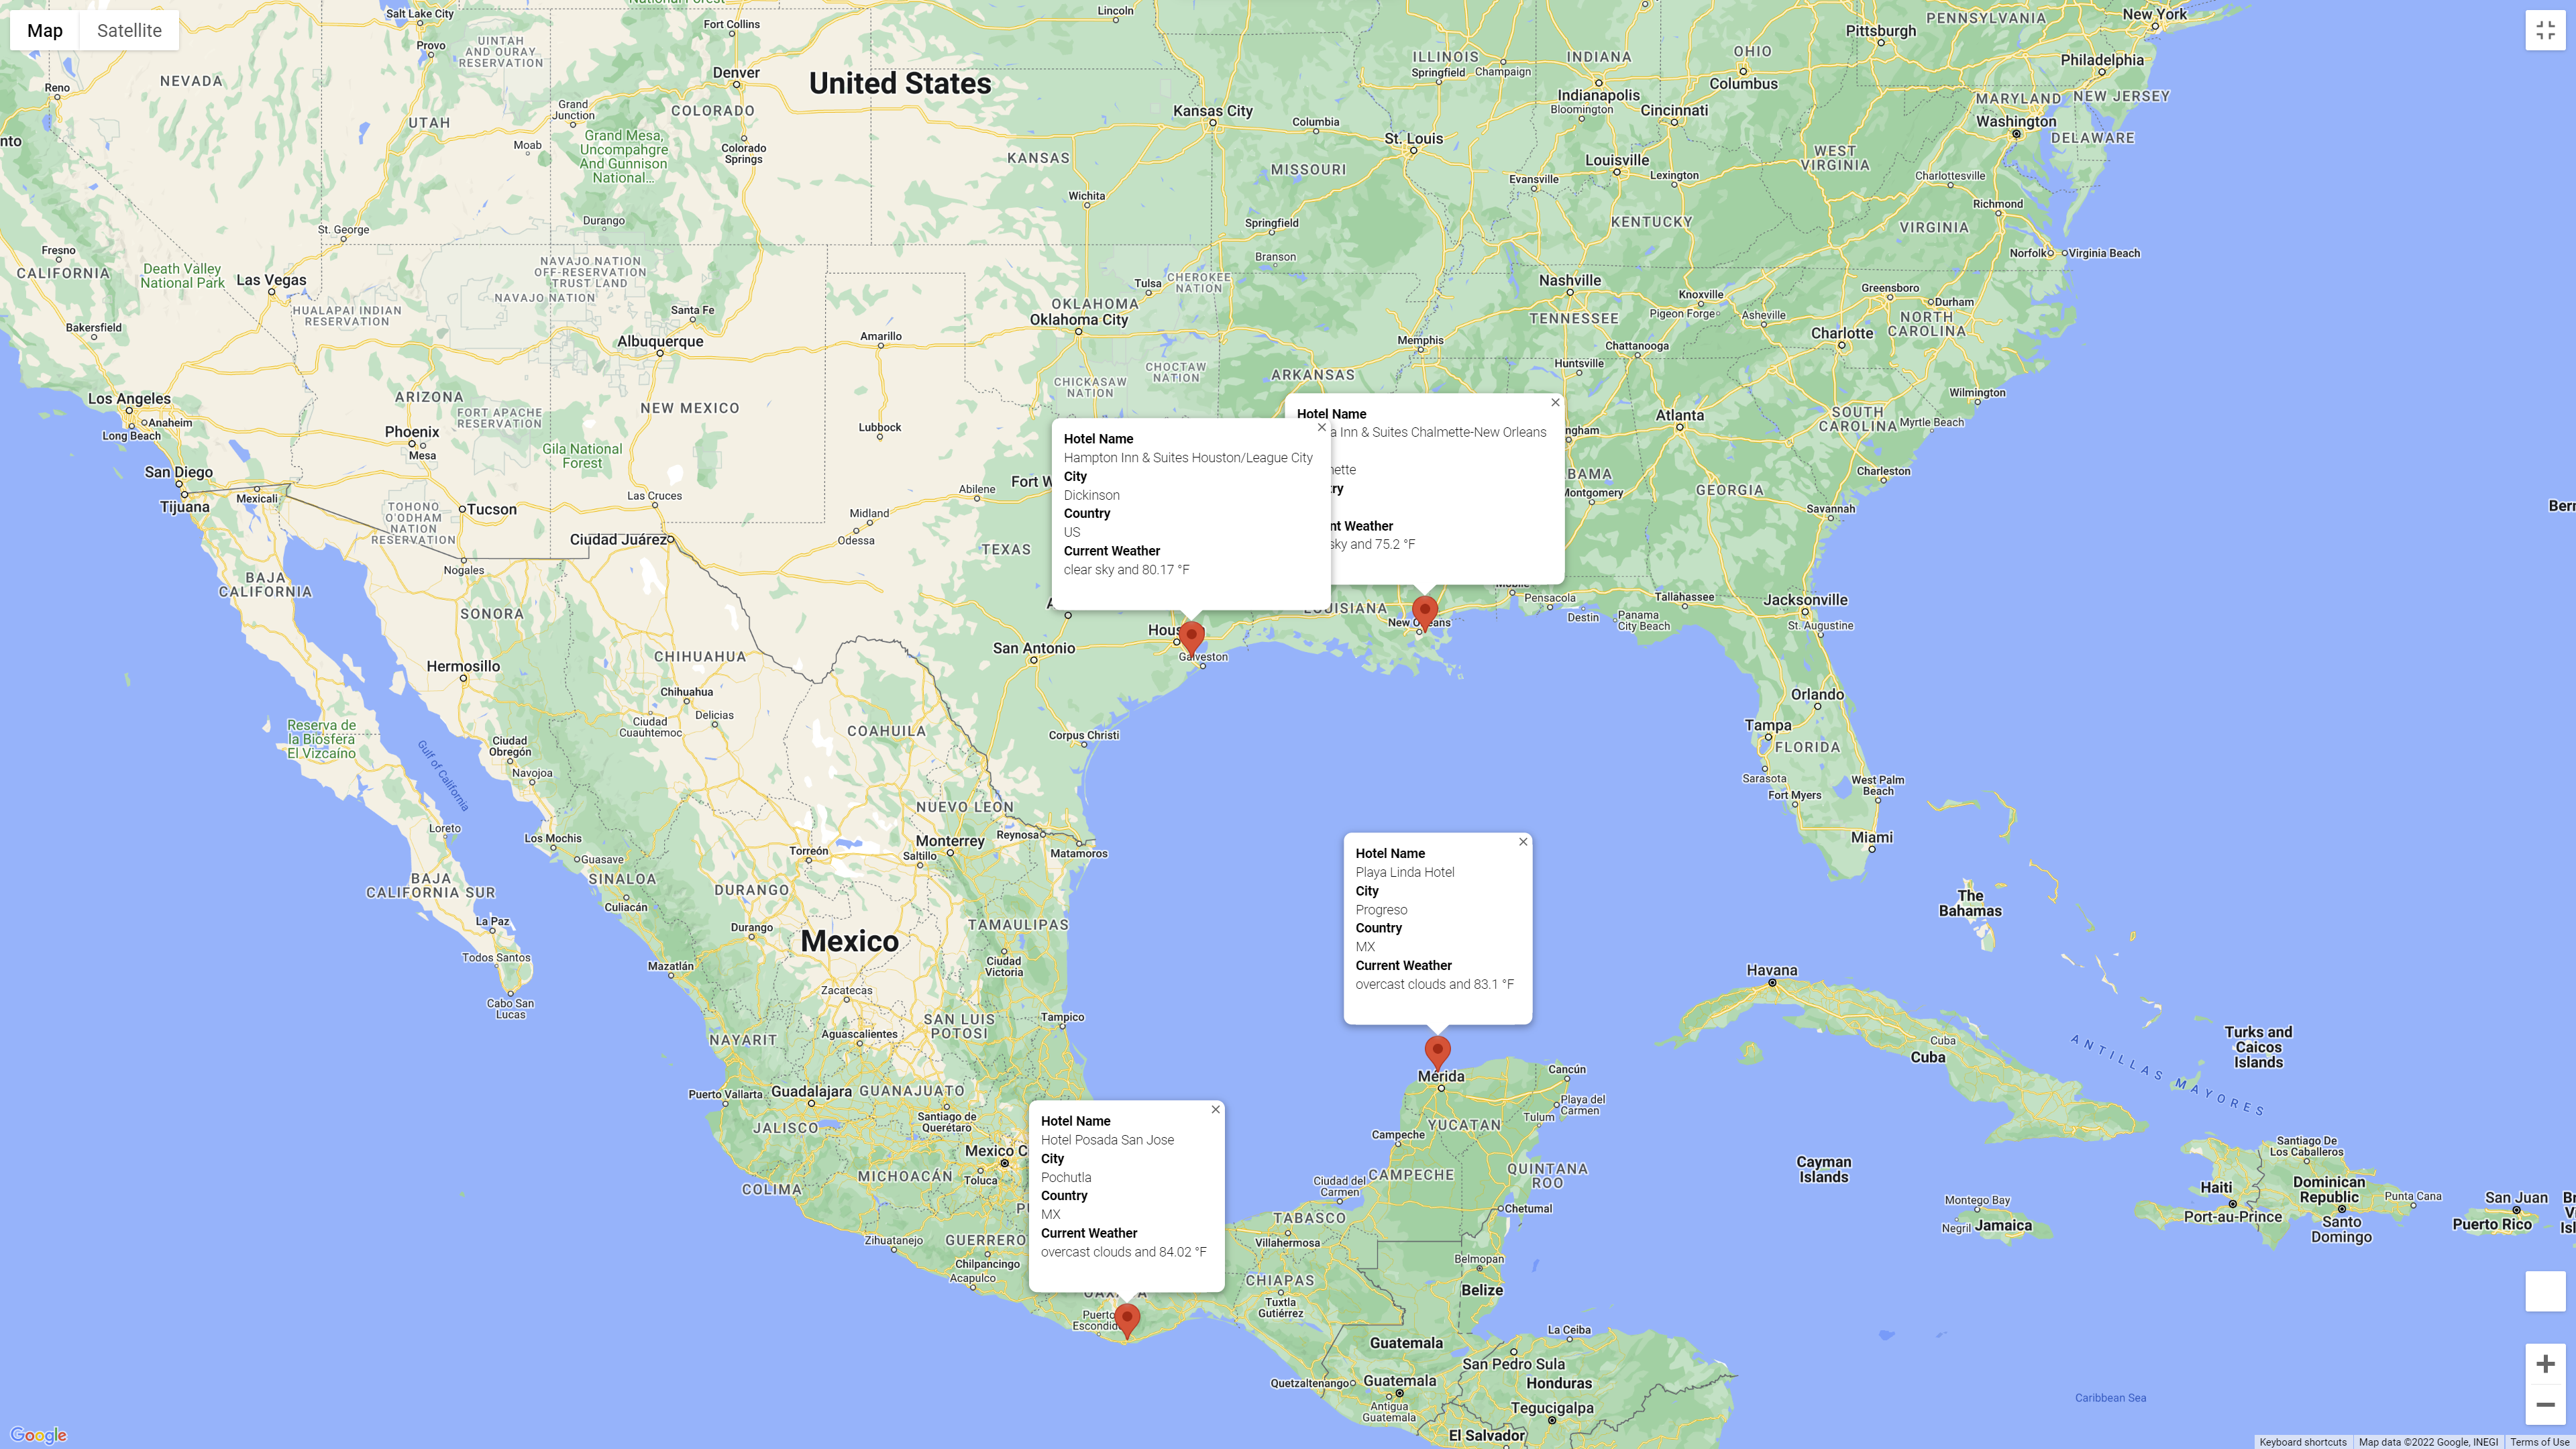 Map
Satellite
Salt Lake City
Provo
UINTAH
AND OURAY
RESERVATION
Fort Collins
Lincoln
PENNSYLVANIA
New York
Pittsburgh
Philadelphia
NEVADA
Reno
Denver
United States
ILLINOIS
Springfield
Champaign
INDIANA
Indianapolis
Bloomington
OHIO
Columbus
Cincinnati
MARYLAND
NEW JERSEY
Washington
DELAWARE
UTAH
Grand
Junction
COLORADO
Grand Mesa,
Uncompahgre
And Gunnison
National...
Moab
Colorado
Springs
Kansas City
Columbia
St. Louis
KANSAS
MISSOURI
Louisville
Evansville
Lexington
WEST
VIRGINIA
Charlottesville
Richmond
VIRGINIA
KENTUCKY
Wichita
Springfield
Branson
Durango
St. George
Fresno
CALIFORNIA
Death Valley
National Park
Las Vegas
NAVAJO NATION
OFF-RESERVATION
TRUST LAND
NAVAJO NATION
Norfolk
Virginia Beach
HUALAPAI INDIAN
RESERVATION
Santa Fe
Tulsa
CHEROKEE
NATION
OKLAHOMA
Oklahoma City
Nashville
TENNESSEE
Knoxville
Pigeon Forge
Asheville
Greensboro
Durham
NORTH
CAROLINA
Charlotte
Bakersfield
Albuquerque
Amarillo
Memphis
Chattanooga
Huntsville
CHOCTAW
NATION
CHICKASAW
NATION
ARKANSAS
Wilmington
Los Angeles
Anaheim
Long Beach
ARIZONA
FORT APACHE
RESERVATION
NEW MEXICO
Phoenix
Mesa
Gila National
Forest
Lubbock
Atlanta
SOUTH
CAROLINA
Myrtle Beach
Charleston
GEORGIA
Savannah
Montgomery
San Diego
Tijuana
Mexicali
TOHONO
O'ODHAM
NATION
RESERVATION
Tucson
Las Cruces
Abilene
Fort W
Midland
Odessa
TEXAS
Ciudad Juárez
Nogales
Hotel Name
a Inn & Suites Chalmette-New Orleans
nette
ry
nt Weather
sky and 75.2 °F
Hotel Name
Hampton Inn & Suites Houston/League City
City
Dickinson
Country
US
Current Weather
clear sky and 80.17 °F
BAJA
CALIFORNIA
SONORA
Hermosillo
CHIHUAHUA
Chihuahua
Delicias
Ciudad
Cuauhtemoc
San Antonio
Galveston
New Orleans
Pensacola
Destin
Tallahassee
Panama
City Beach
Jacksonville
St. Augustine
Orlando
Tampa
FLORIDA
Sarasota
Fort Myers
West Palm
Beach
Miami
Reserva de
la Biosfera
El Vizcaíno
Gulf of California
Ciudad
Obregón
Navojoa
COAHUILA
Corpus Christi
NUEVO LEON
Monterrey
Saltillo
Reynosa
Matamoros
Loreto
Los Mochis
Guasave
Torreón
SINALOA
Culiacán
DURANGO
Durango
BAJA
CALIFORNIA SUR
La Paz
Todos Santos
Cabo San
Lucas
Mexico
TAMAULIPAS
Ciudad
Victoria
Mazatlán
Zacatecas
SAN LUIS
POTOSI
Tampico
Aguascalientes
NAYARIT
Hotel Name
Playa Linda Hotel
City
Progreso
Country
MX
Current Weather
overcast clouds and 83.1 °F
The
Bahamas
Havana
Cuba
Cuba
Turks and
Caicos
Islands
ANTILLAS MAYORES
Mérida
Cancún
Playa del
Carmen
Tulum
YUCATAN
Campeche
CAMPECHE
QUINTANA
ROO
Chetumal
Puerto Vallarta
Guadalajara
GUANAJUATO
Santiago de
Querétaro
JALISCO
COLIMA
MICHOACÁN
Mexico C
Toluca
Hotel Name
Hotel Posada San Jose
City
Pochutla
Country
MX
Current Weather
overcast clouds and 84.02 °F
Zihuatanejo
GUERRERO
Chilpancingo
Acapulco
Puerto
Ciudad del
Carmen
TABASCO
Villahermosa
CHIAPAS
Tuxtla
Gutiérrez
Belmopan
Belize
Cayman
Islands
Montego Bay
Negril
Jamaica
Haiti
Port-au-Prince
Santiago De
Los Caballeros
Dominican
Republic
Santo
Domingo
Punta Cana
San Juan
Puerto Rico
Guatemala
Quetzaltenango
Guatemala
Antigua
Guatemala
La Ceiba
San Pedro Sula
Honduras
Tegucigalpa
El Salvador
Caribbean Sea
Google
Keyboard shortcuts
Map data ©2022 Google, INEGI
Terms of Use